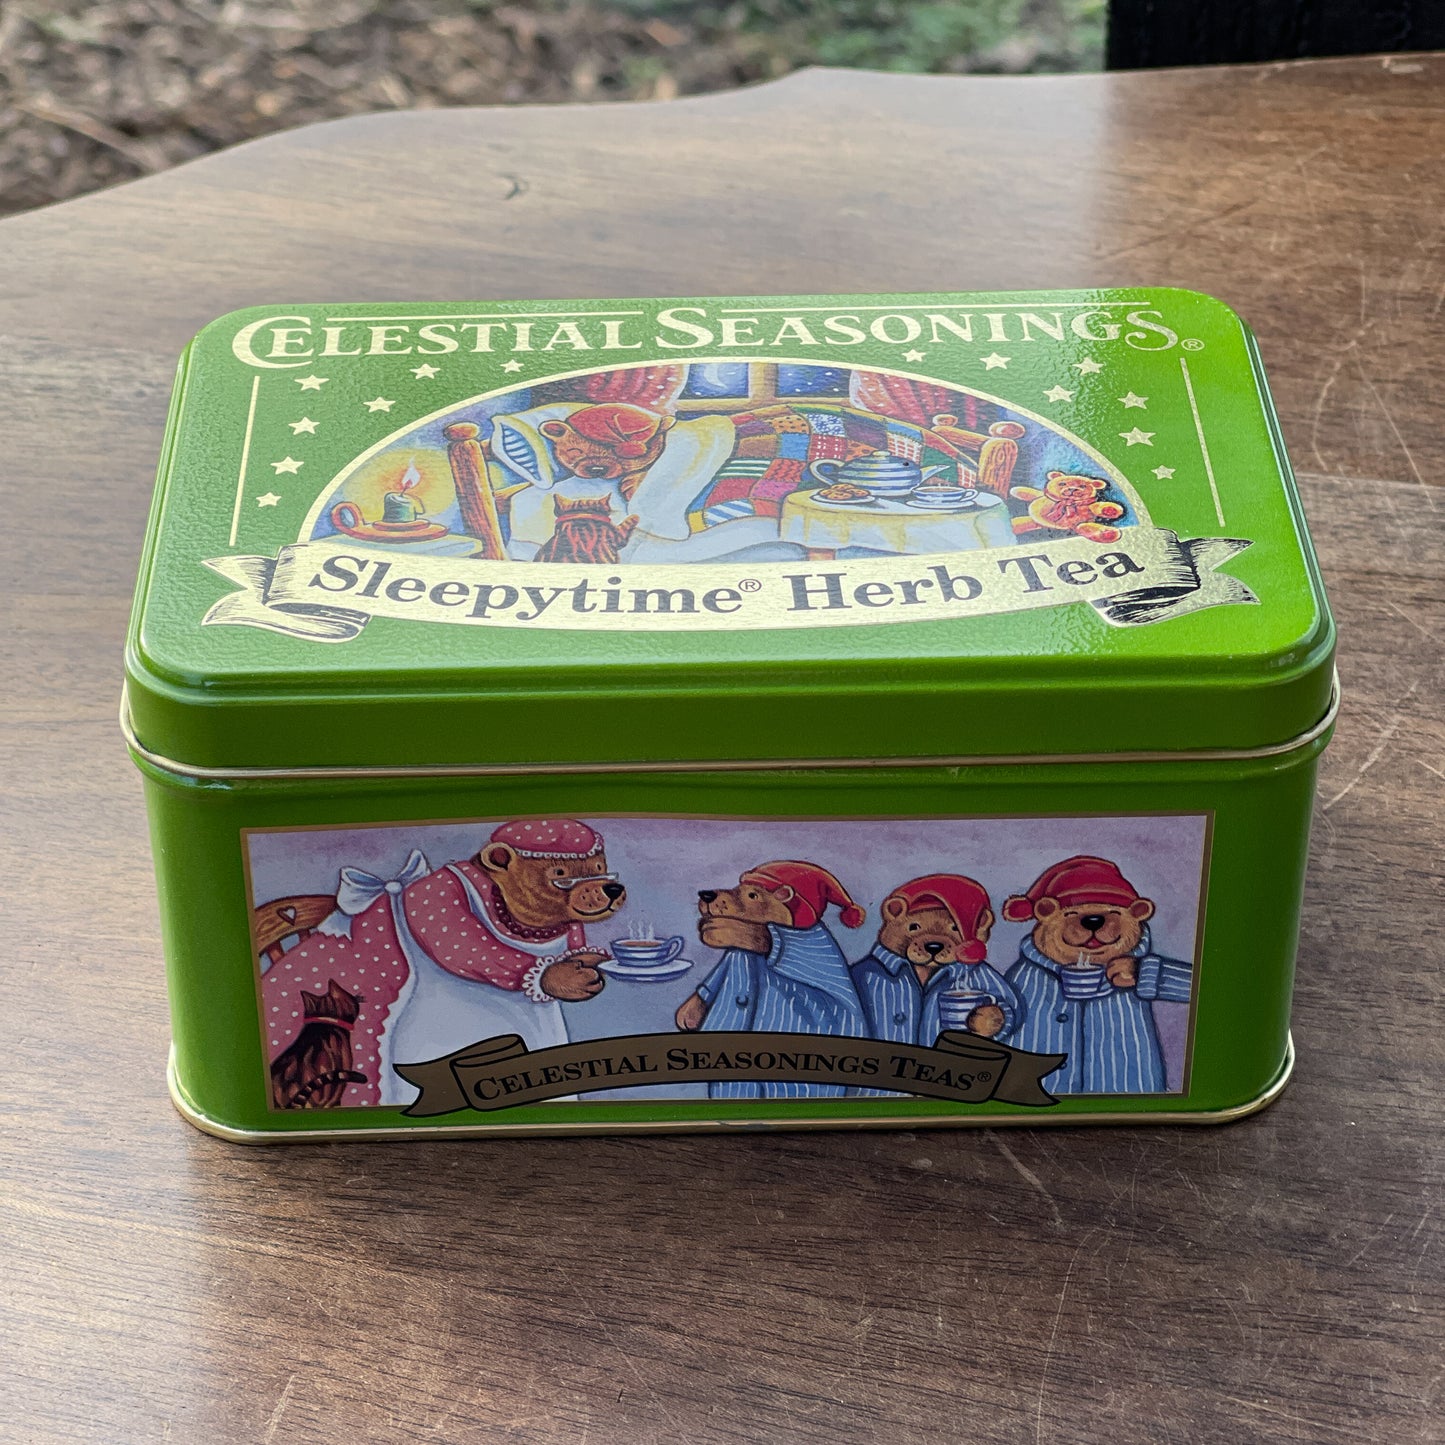 CELESTIAL SEASONINGS®
Sleepytime® Herb Tea
CELESTIAL SEASONINGS TEAS®